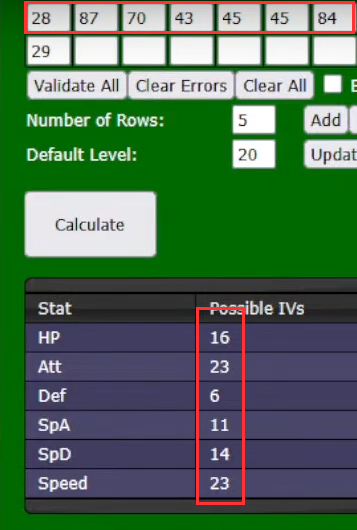 28 87 70 43 45 45 84
29
Validate All Clear Errors Clear All
Number of Rows: 5 Add
Default Level: 20 Updat
Calculate
Stat Possible IVs
HP 16
Att 23
Def 6
SpA 11
SpD 14
Speed 23